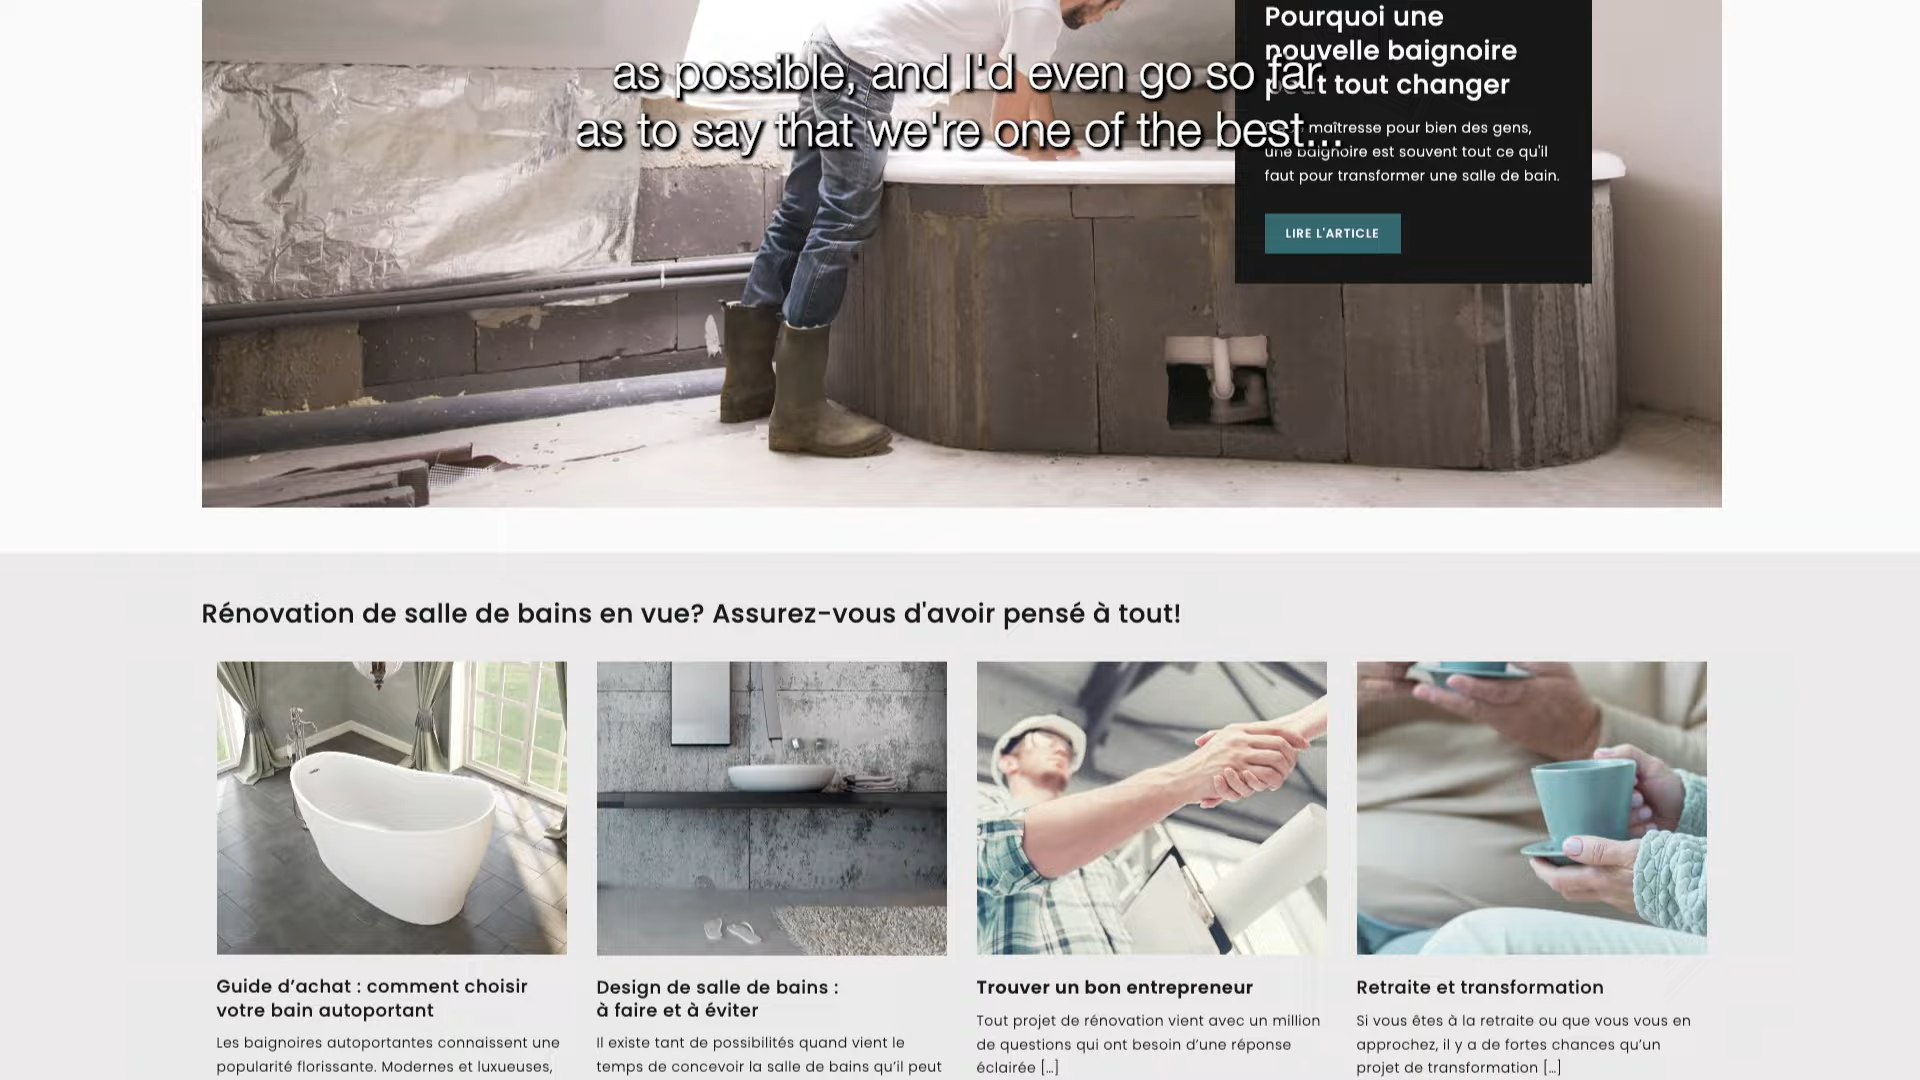 Pourquoi une
nouvelle baignoire
peut tout changer
as possible, and I'd even go so far
as to say that we're one of the best...
maîtresse pour bien des gens,
une baignoire est souvent tout ce qu'il
faut pour transformer une salle de bain.
LIRE L'ARTICLE
Rénovation de salle de bains en vue? Assurez-vous d'avoir pensé à tout!
Guide d’achat : comment choisir
votre bain autoportant
Les baignoires autoportantes connaissent une
popularité florissante. Modernes et luxueuses,
Design de salle de bains :
à faire et à éviter
Il existe tant de possibilités quand vient le
temps de concevoir la salle de bains qu’il peut
Trouver un bon entrepreneur
Tout projet de rénovation vient avec un million
de questions qui ont besoin d’une réponse
éclairée [...]
Retraite et transformation
Si vous êtes à la retraite ou que vous vous en
approchez, il y a de fortes chances qu’un
projet de transformation [...]